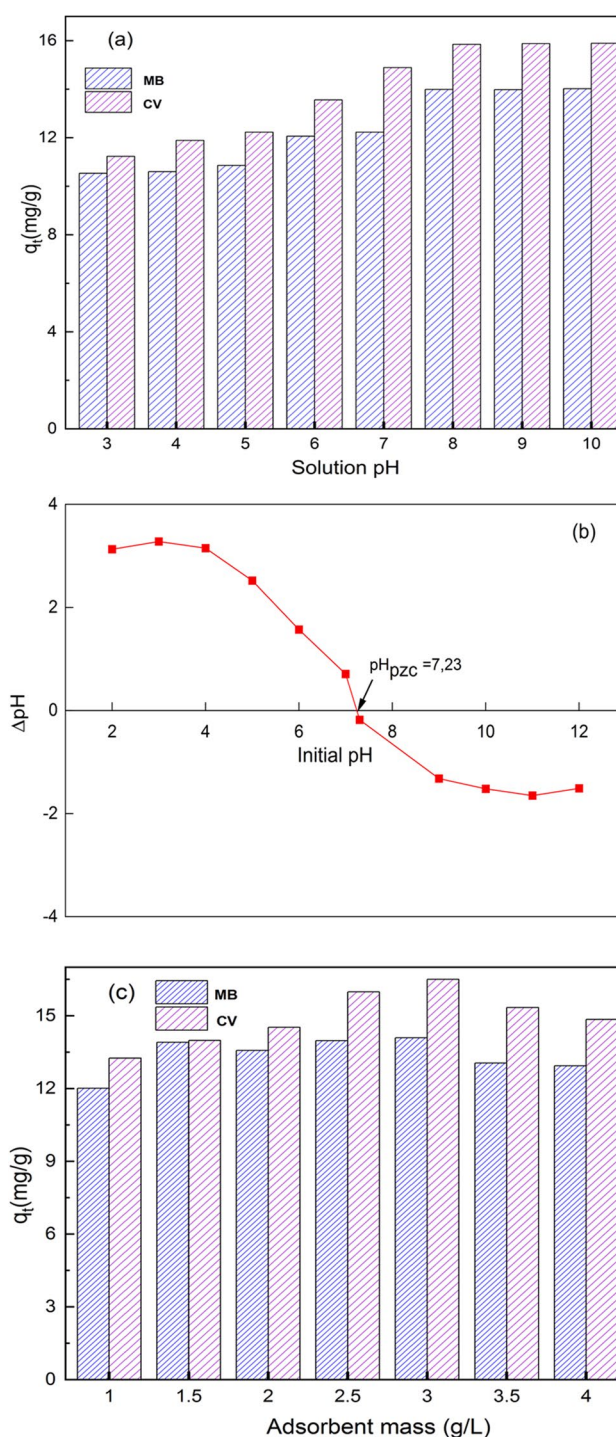 (a)
MB
CV
16
12
8
4
0
qt(mg/g)
3 4 5 6 7 8 9 10
Solution pH
(b)
4
2
0
-2
-4
ΔpH
pHPZC =7,23
2 4 6 8 10 12
Initial pH
(c)
MB
CV
15
12
9
6
3
0
qt(mg/g)
1 1.5 2 2.5 3 3.5 4
Adsorbent mass (g/L)